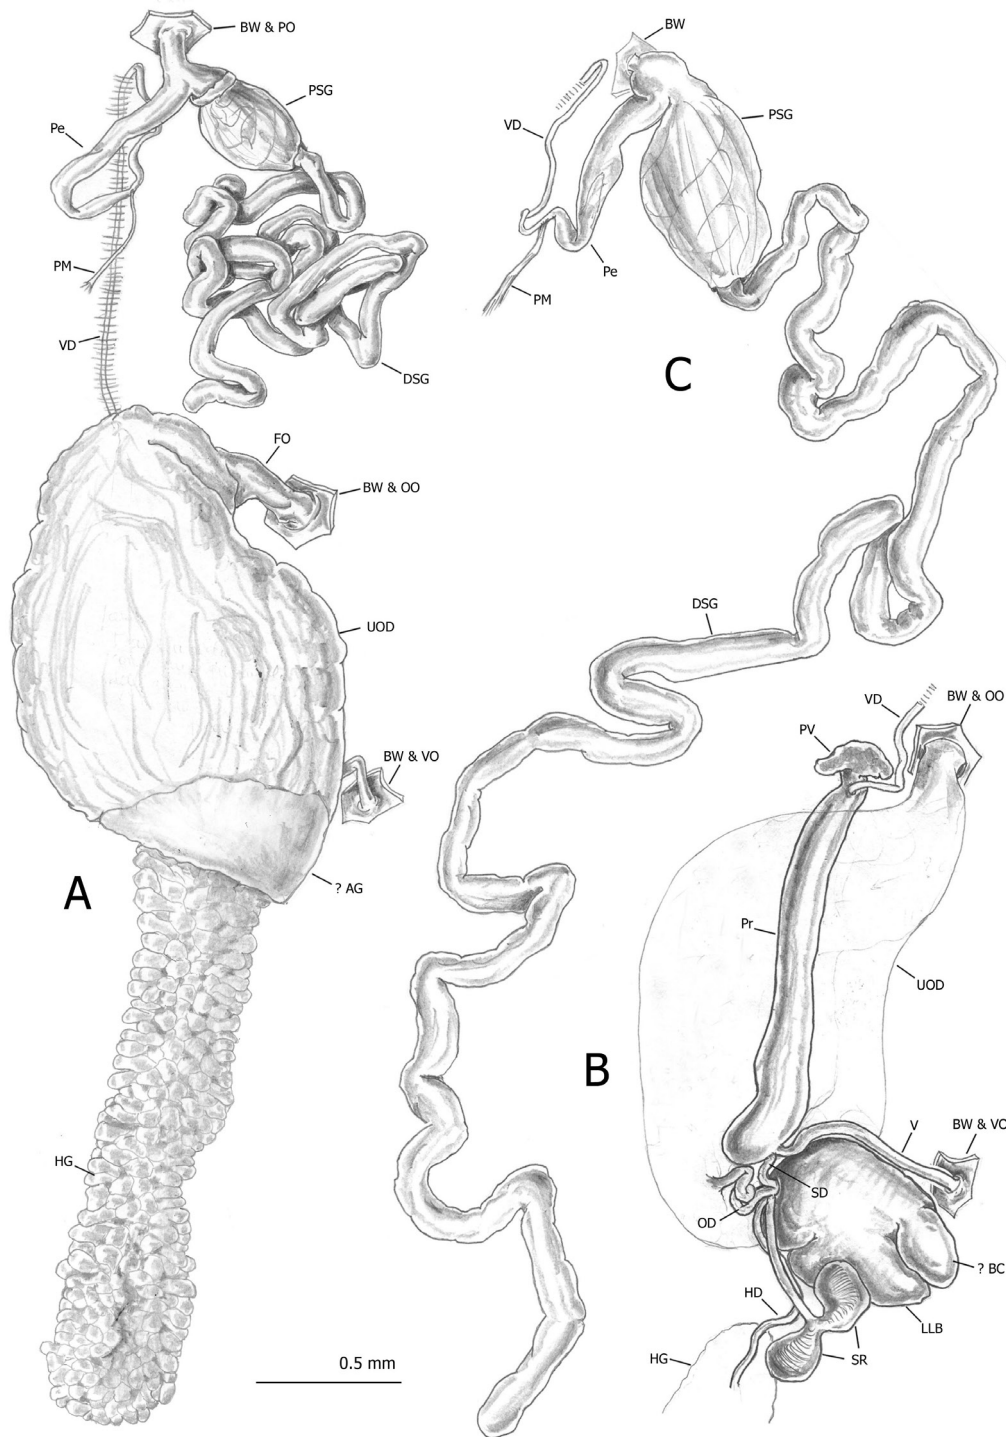 BW & PO
PSG
Pe
PM
VD
DSG
FO
BW & OO
UOD
BW & VO
? AG
A
HG
0.5 mm
BW
VD
PSG
Pe
PM
C
DSG
VD
BW & OO
PV
Pr
UOD
B
V
BW & VO
SD
OD
? BC
HD
LLB
HG
SR